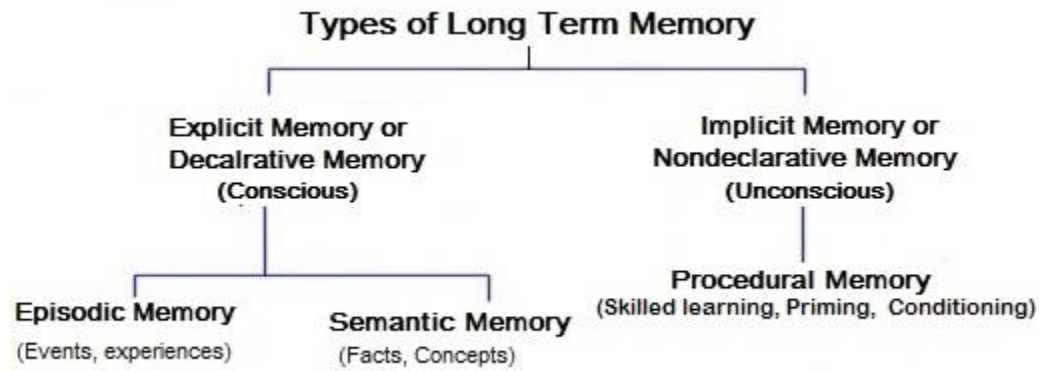 Types of Long Term Memory
Explicit Memory or
Decalrative Memory
(Conscious)
Implicit Memory or
Nondeclarative Memory
(Unconscious)
Episodic Memory
(Events, experiences)
Semantic Memory
(Facts, Concepts)
Procedural Memory
(Skilled learning, Priming, Conditioning)